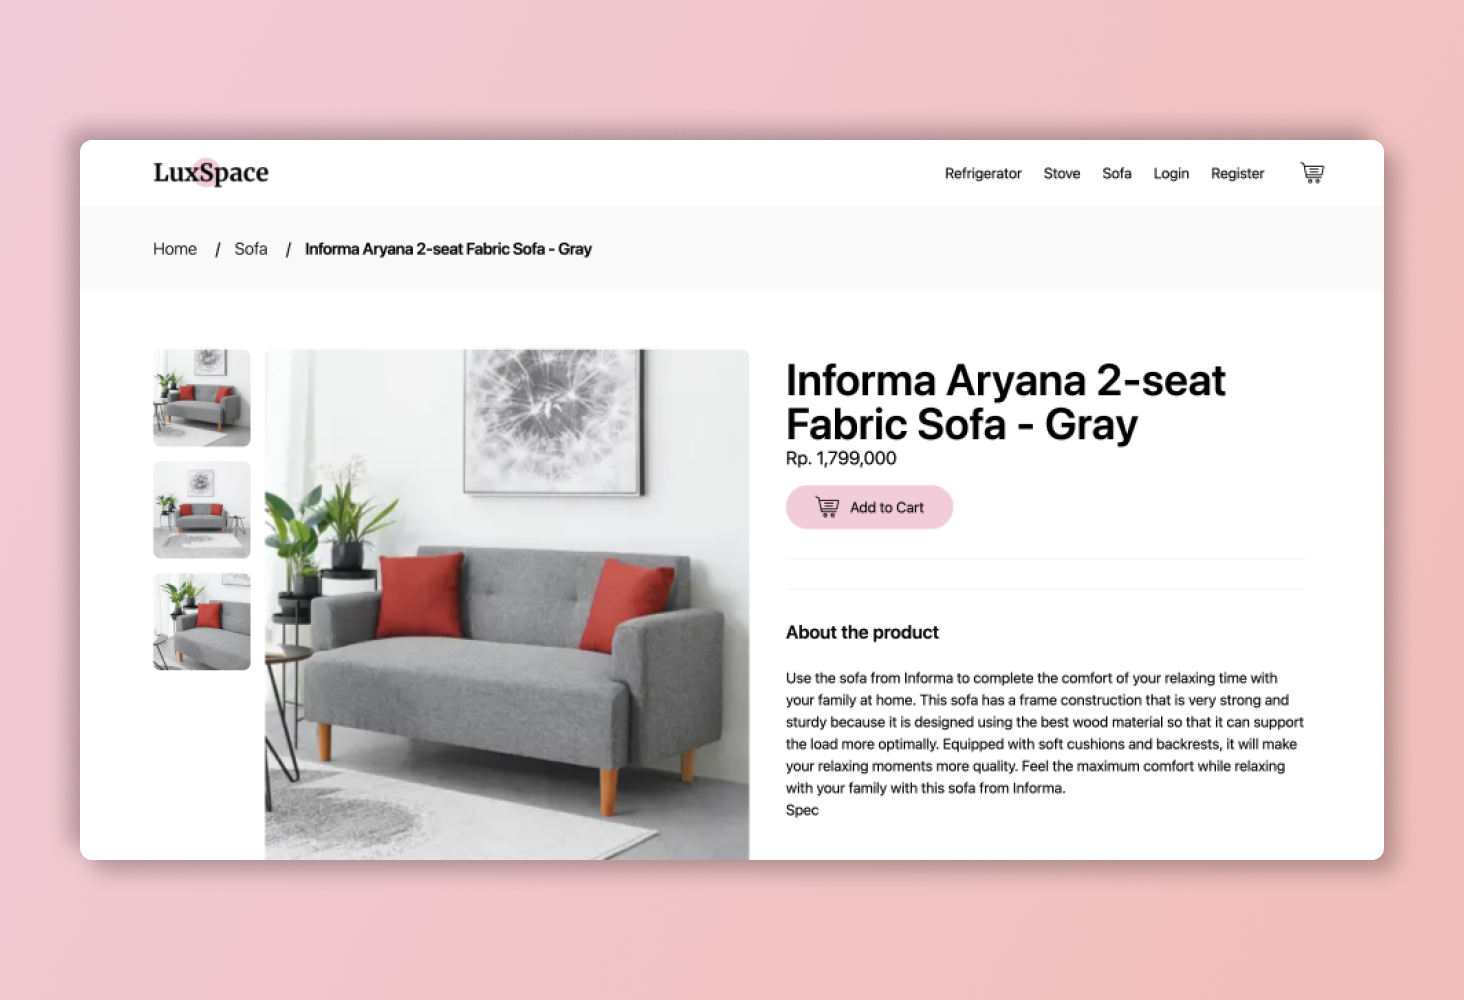 LuxSpace
Refrigerator Stove Sofa Login Register
Home / Sofa / Informa Aryana 2-seat Fabric Sofa - Gray
Informa Aryana 2-seat
Fabric Sofa - Gray
Rp. 1,799,000
Add to Cart
About the product
Use the sofa from Informa to complete the comfort of your relaxing time with
your family at home. This sofa has a frame construction that is very strong and
sturdy because it is designed using the best wood material so that it can support
the load more optimally. Equipped with soft cushions and backrests, it will make
your relaxing moments more quality. Feel the maximum comfort while relaxing
with your family with this sofa from Informa.
Spec